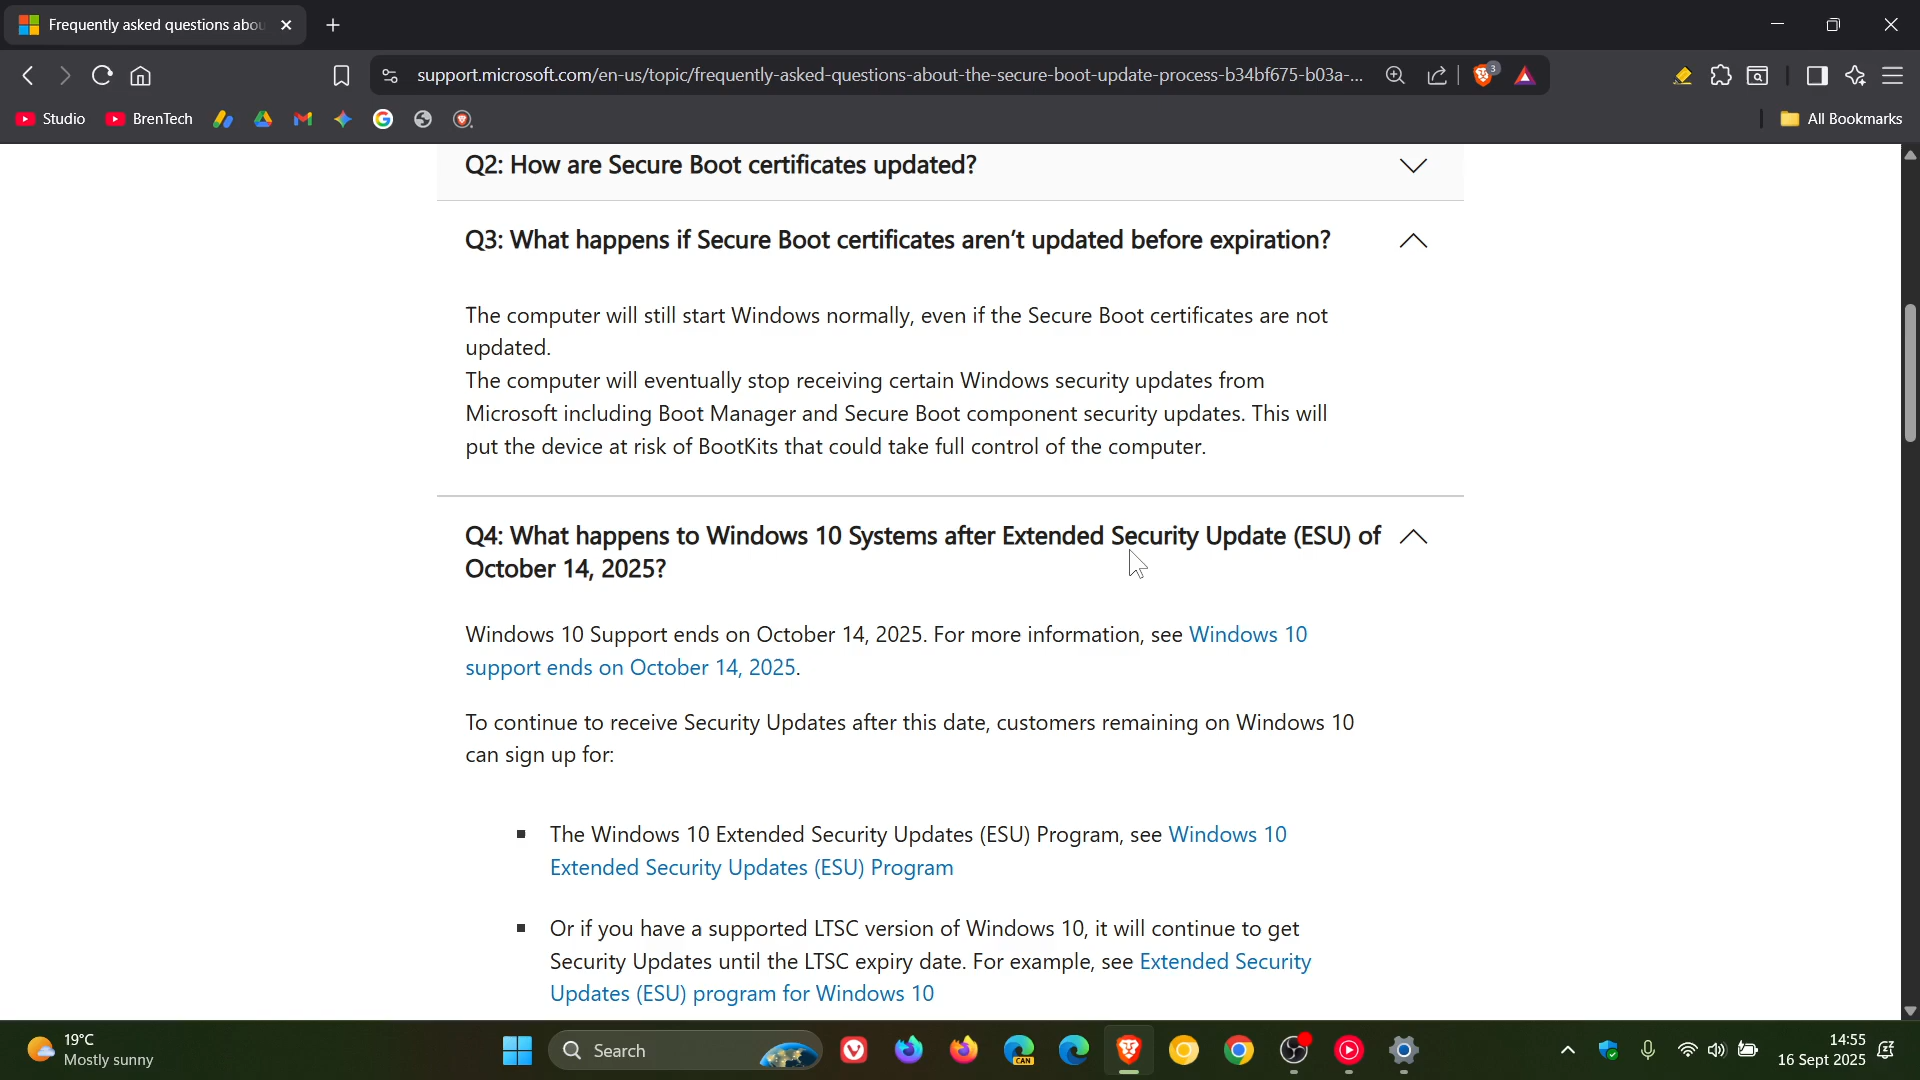 Frequently asked questions abou
support.microsoft.com/en-us/topic/frequently-asked-questions-about-the-secure-boot-update-process-b34bf675-b03a-...
3
Studio
BrenTech
All Bookmarks
Q2: How are Secure Boot certificates updated?
Q3: What happens if Secure Boot certificates aren’t updated before expiration?
The computer will still start Windows normally, even if the Secure Boot certificates are not
updated.
The computer will eventually stop receiving certain Windows security updates from
Microsoft including Boot Manager and Secure Boot component security updates. This will
put the device at risk of BootKits that could take full control of the computer.
Q4: What happens to Windows 10 Systems after Extended Security Update (ESU) of
October 14, 2025?
Windows 10 Support ends on October 14, 2025. For more information, see Windows 10
support ends on October 14, 2025.
To continue to receive Security Updates after this date, customers remaining on Windows 10
can sign up for:
▪ The Windows 10 Extended Security Updates (ESU) Program, see Windows 10
Extended Security Updates (ESU) Program
▪ Or if you have a supported LTSC version of Windows 10, it will continue to get
Security Updates until the LTSC expiry date. For example, see Extended Security
Updates (ESU) program for Windows 10
19°C
Mostly sunny
Search
CAN
14:55
16 Sept 2025